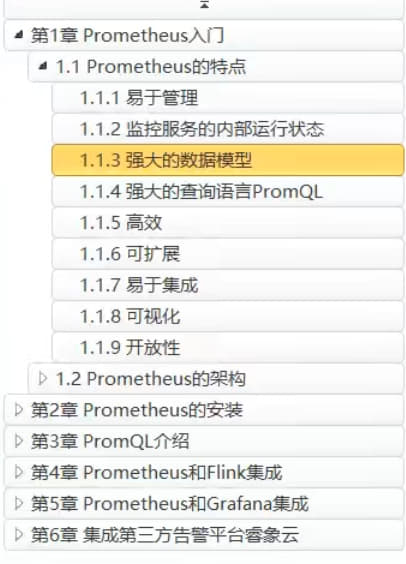 第1章 Prometheus入门
1.1 Prometheus的特点
1.1.1 易于管理
1.1.2 监控服务的内部运行状态
1.1.3 强大的数据模型
1.1.4 强大的查询语言PromQL
1.1.5 高效
1.1.6 可扩展
1.1.7 易于集成
1.1.8 可视化
1.1.9 开放性
1.2 Prometheus的架构
第2章 Prometheus的安装
第3章 PromQL介绍
第4章 Prometheus和Flink集成
第5章 Prometheus和Grafana集成
第6章 集成第三方告警平台睿象云